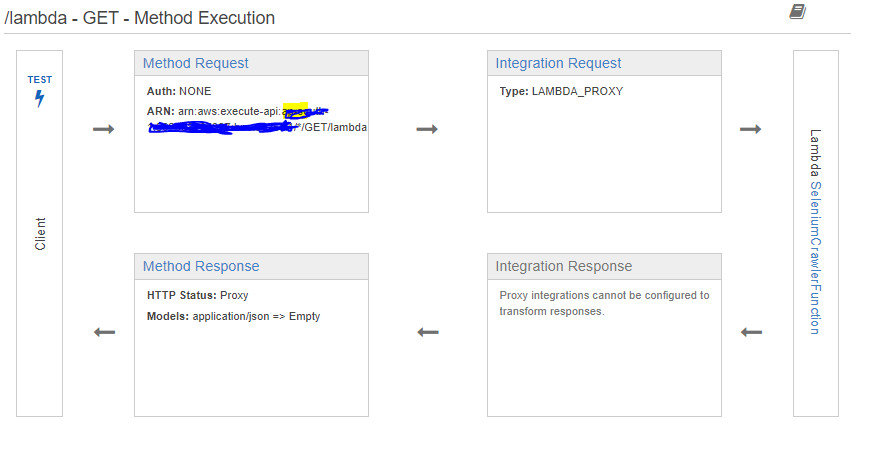 /lambda - GET - Method Execution
TEST
Client
Method Request
Auth: NONE
ARN: arn:aws:execute-api:
/*/GET/lambda
Integration Request
Type: LAMBDA_PROXY
Lambda SeleniumCrawlerFunction
Method Response
HTTP Status: Proxy
Models: application/json => Empty
Integration Response
Proxy integrations cannot be configured to
transform responses.